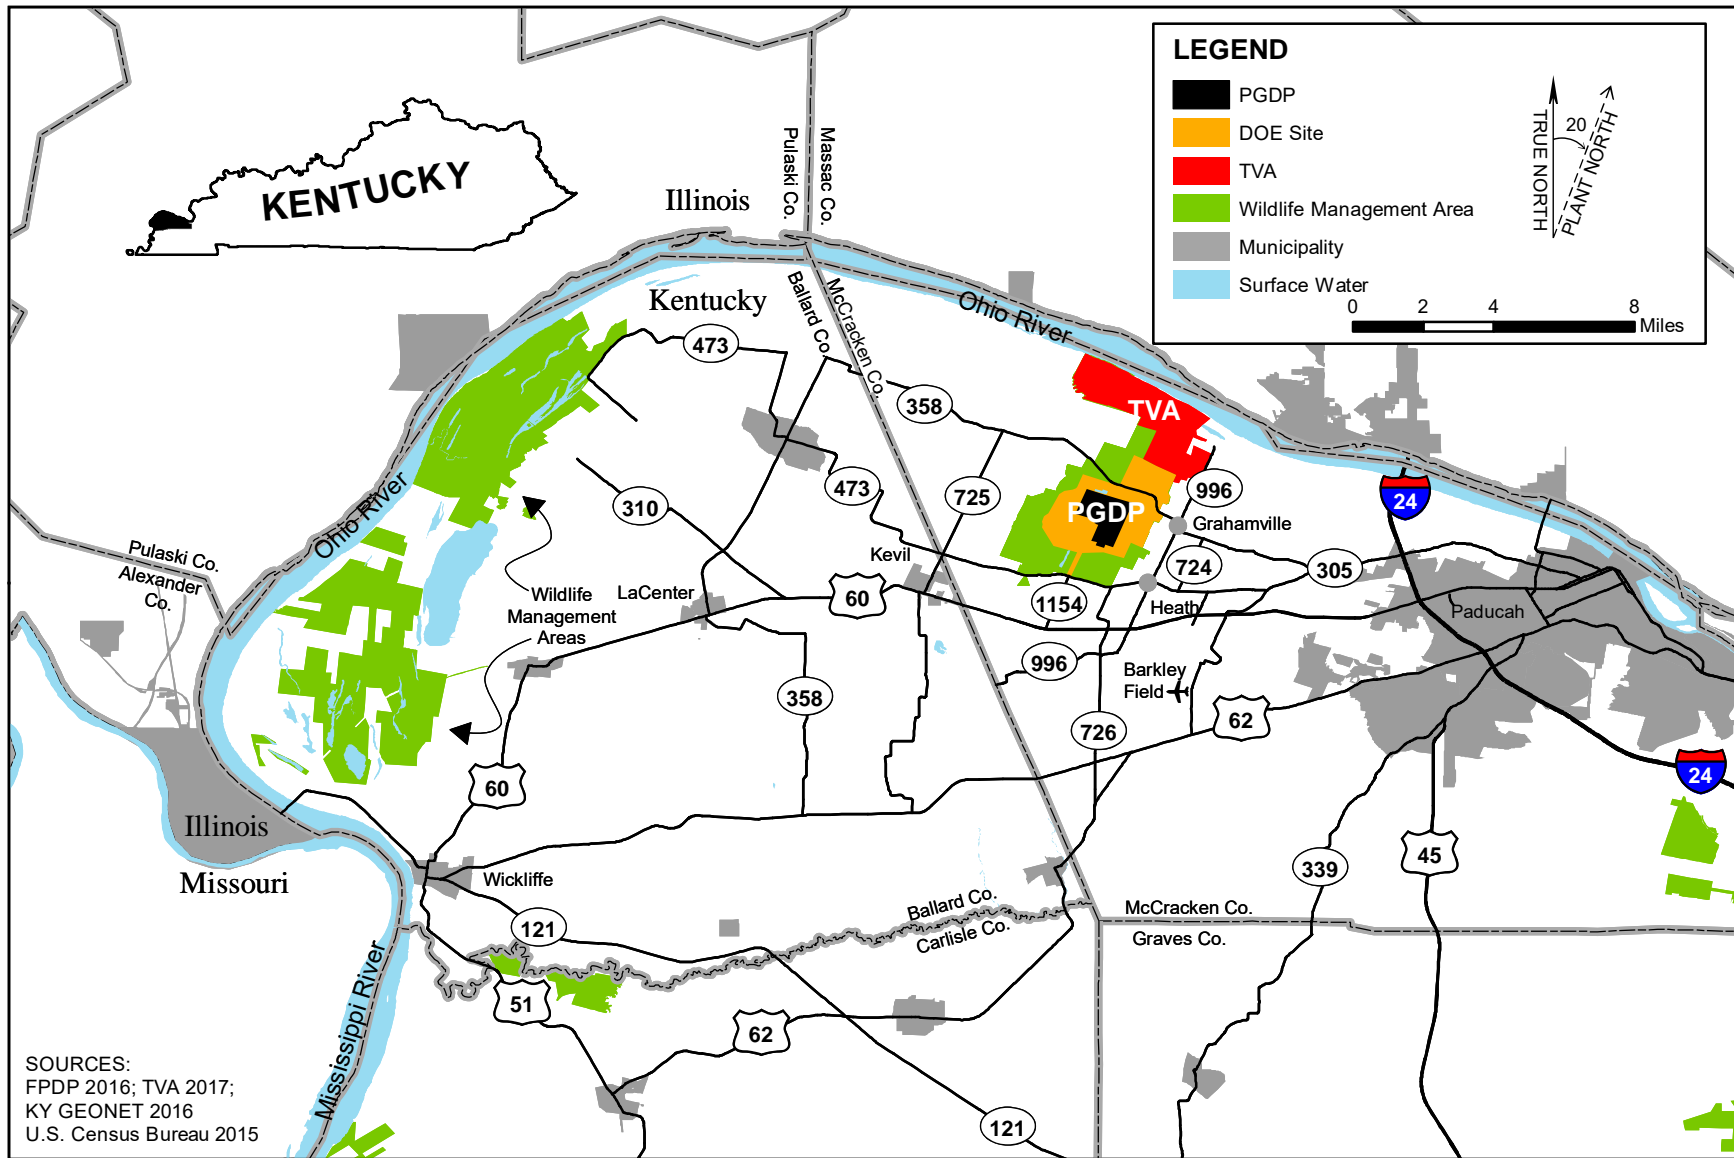 LEGEND
PGDP
DOE Site
TVA
Wildlife Management Area
Municipality
Surface Water
TRUE NORTH
20
PLANT NORTH
0 2 4 8
Miles
KENTUCKY
Illinois
Pulaski Co.
Massac Co.
Kentucky
Ballard Co.
McCracken Co.
Ohio River
473
358
TVA
Ohio River
310
473
725
PGDP
996
Grahamville
24
Pulaski Co.
Alexander
Co.
Wildlife
Management
Areas
LaCenter
Kevil
60
1154
724
Heath
305
Paducah
996
Barkley
Field
358
726
62
60
24
Illinois
Missouri
Wickliffe
339
45
121
Ballard Co.
Carlisle Co.
McCracken Co.
Graves Co.
51
62
Mississippi River
121
SOURCES:
FPDP 2016; TVA 2017;
KY GEONET 2016
U.S. Census Bureau 2015